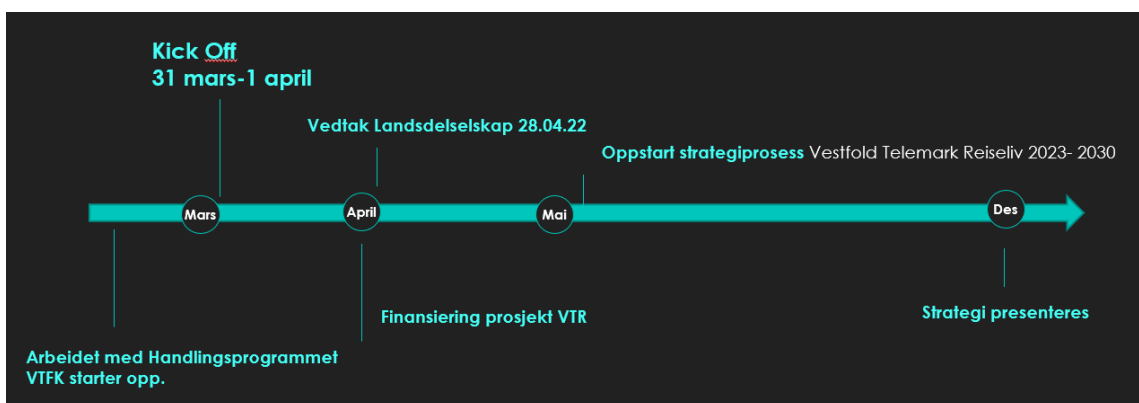 Kick Off
31 mars-1 april
Vedtak Landsdelselskap 28.04.22
Oppstart strategiprosess Vestfold Telemark Reiseliv 2023- 2030
Mars
April
Mai
Des
Finansiering prosjekt VTR
Strategi presenteres
Arbeidet med Handlingsprogrammet
VTFK starter opp.